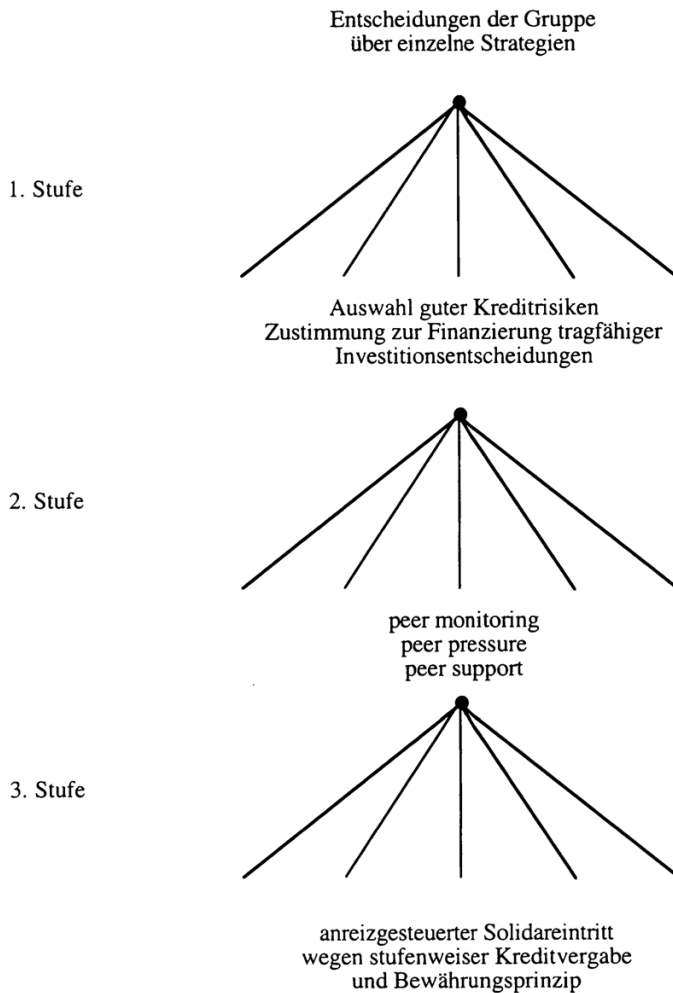 Entscheidungen der Gruppe
über einzelne Strategien
1. Stufe
Auswahl guter Kreditrisiken
Zustimmung zur Finanzierung tragfähiger
Investitionsentscheidungen
2. Stufe
peer monitoring
peer pressure
peer support
3. Stufe
anreizgesteuerter Solidareintritt
wegen stufenweiser Kreditvergabe
und Bewährungsprinzip